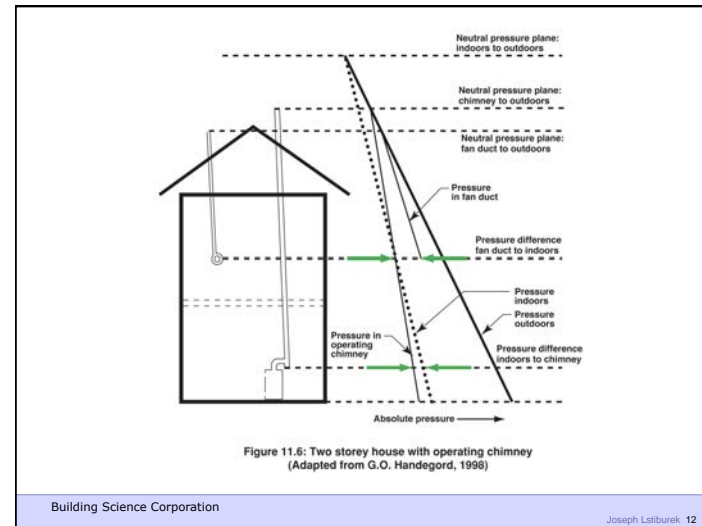 Neutral pressure plane:
indoors to outdoors
Neutral pressure plane:
chimney to outdoors
Neutral pressure plane:
fan duct to outdoors
Pressure
in fan duct
Pressure difference
fan duct to indoors
Pressure
indoors
Pressure
outdoors
Pressure in
operating
chimney
Pressure difference
indoors to chimney
Absolute pressure
Figure 11.6: Two storey house with operating chimney
(Adapted from G.O. Handegord, 1998)
Building Science Corporation
Joseph Lstiburek 12